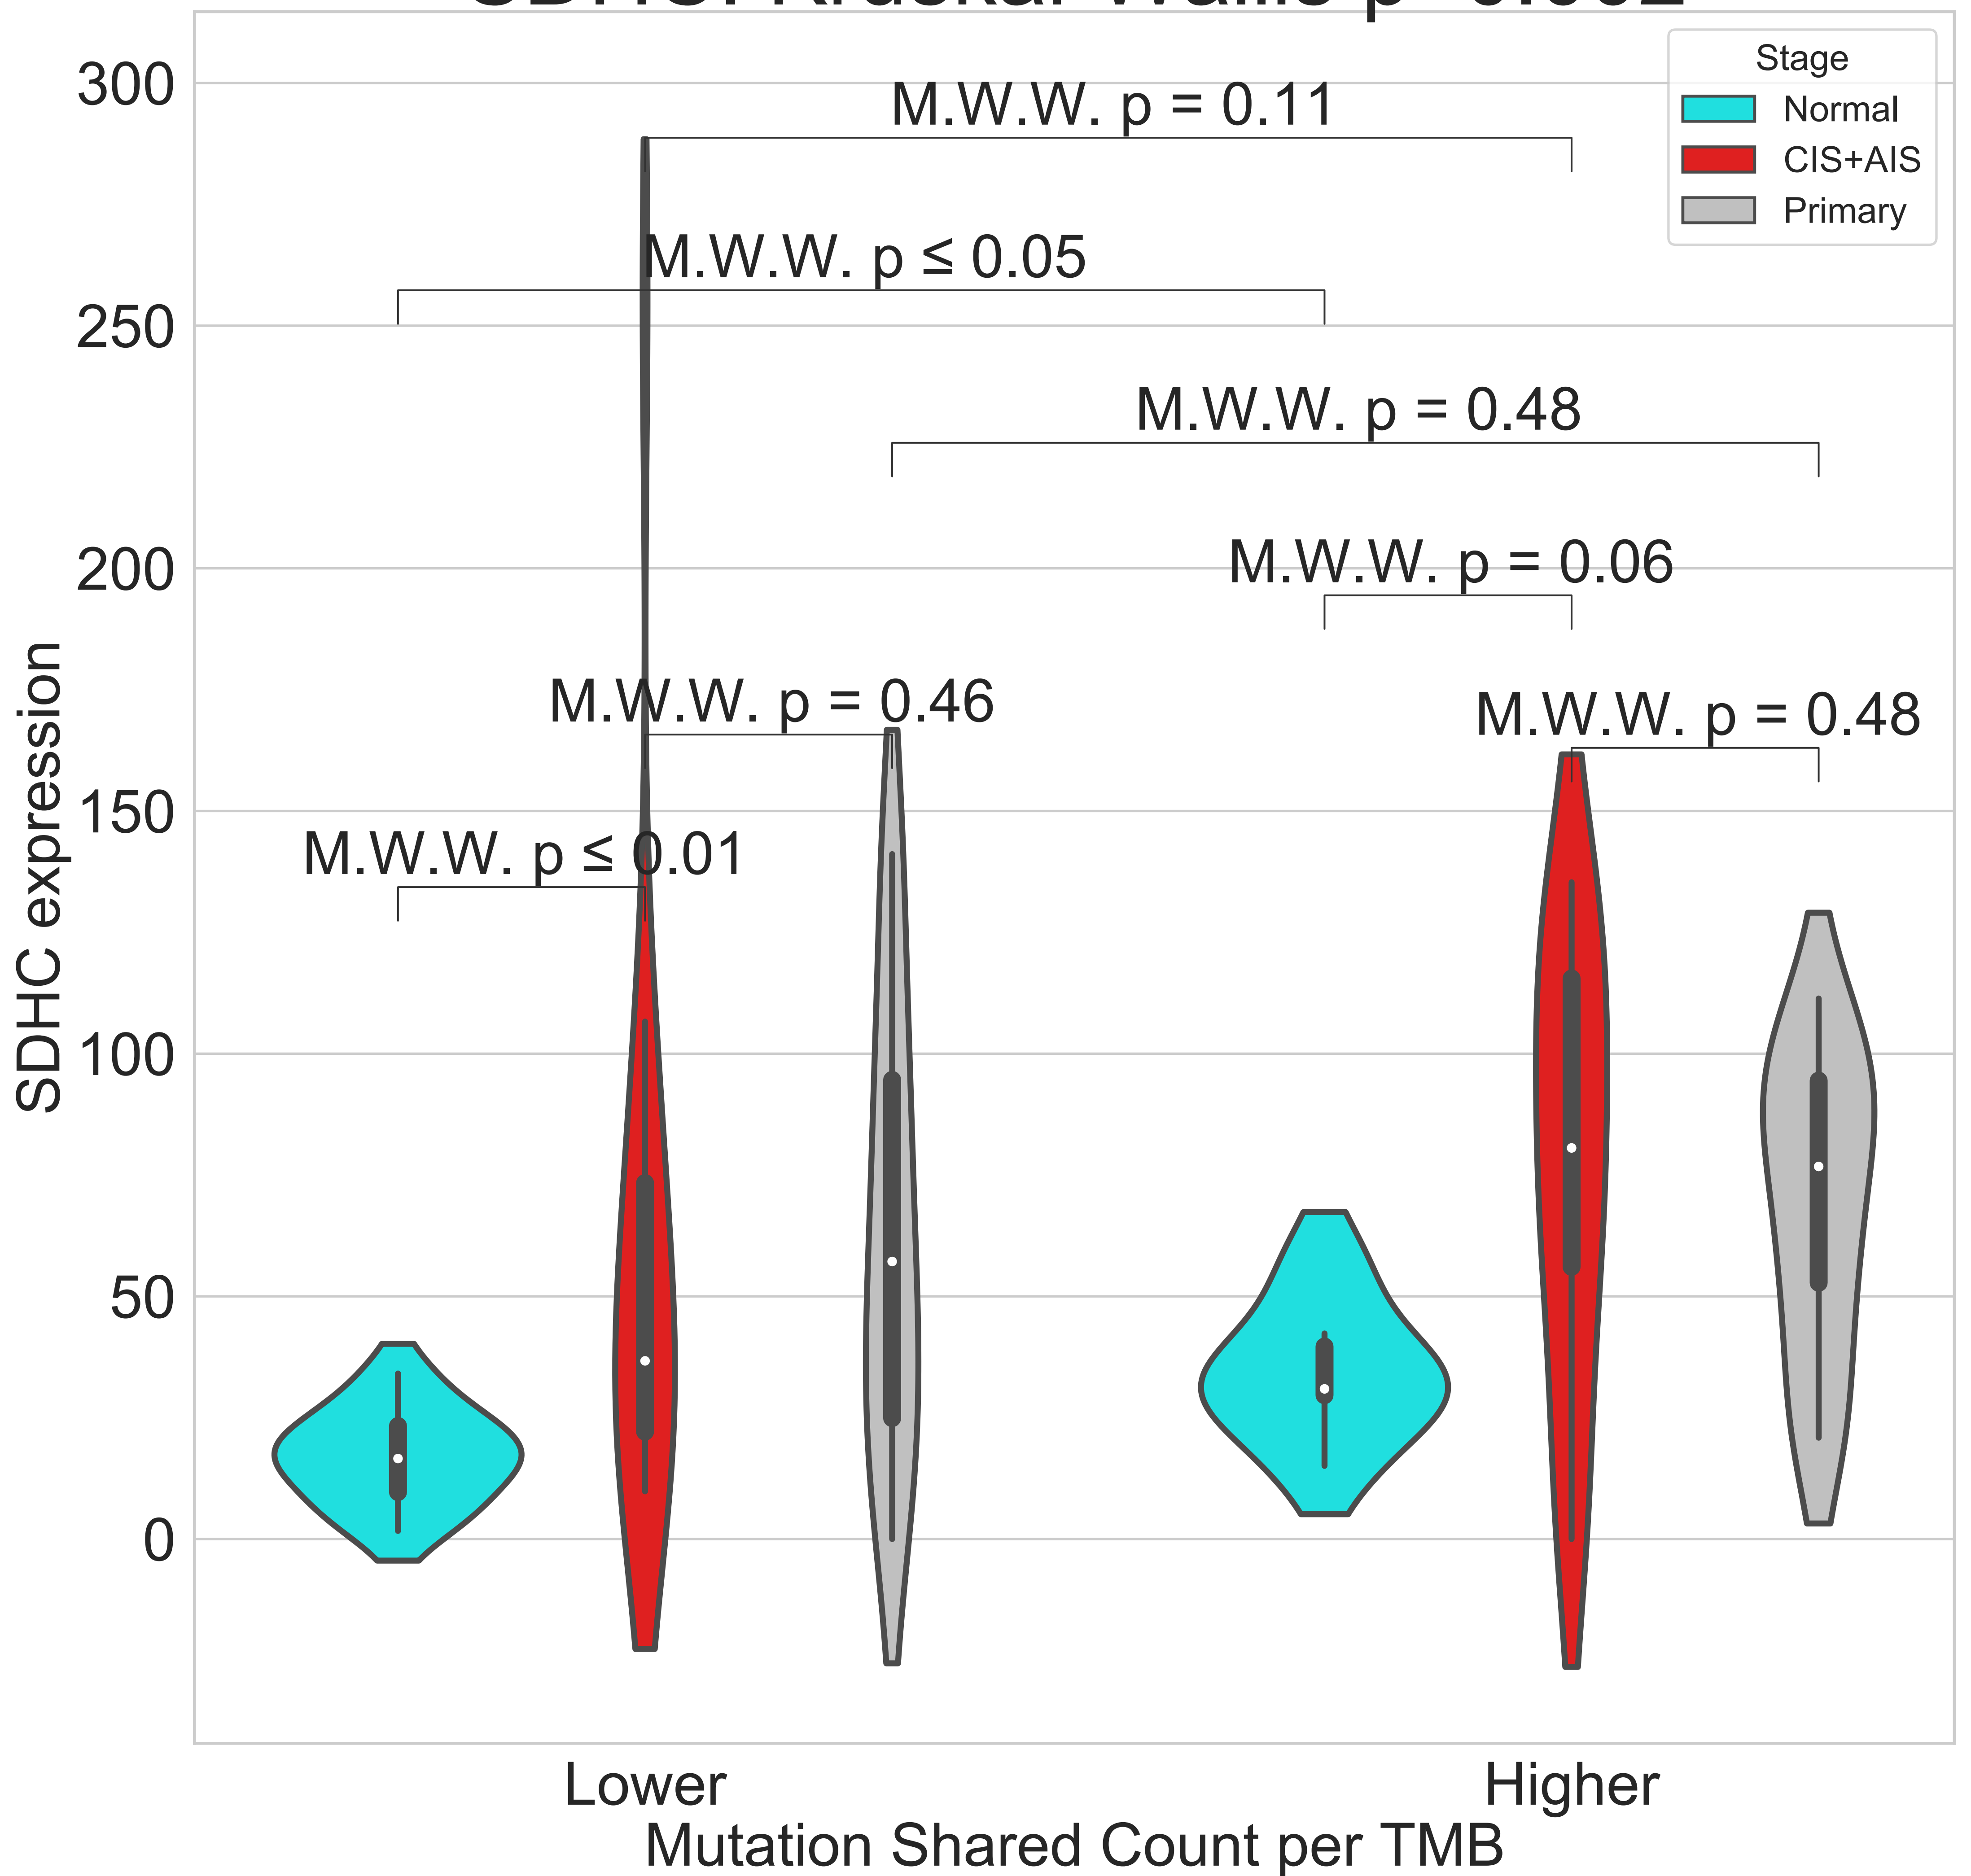 Stage
Normal
CIS+AIS
Primary
300
250
200
150
100
50
0
SDHC expression
M.W.W. p = 0.11
M.W.W. p ≤ 0.05
M.W.W. p = 0.48
M.W.W. p = 0.06
M.W.W. p = 0.46
M.W.W. p = 0.48
M.W.W. p ≤ 0.01
Lower
Higher
Mutation Shared Count per TMB